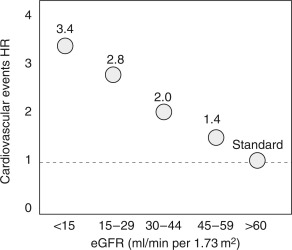 Cardiovascular events HR
4
3
2
1
0
3.4
2.8
2.0
1.4
Standard
<15 15–29 30–44 45–59 >60
eGFR (ml/min per 1.73 m²)